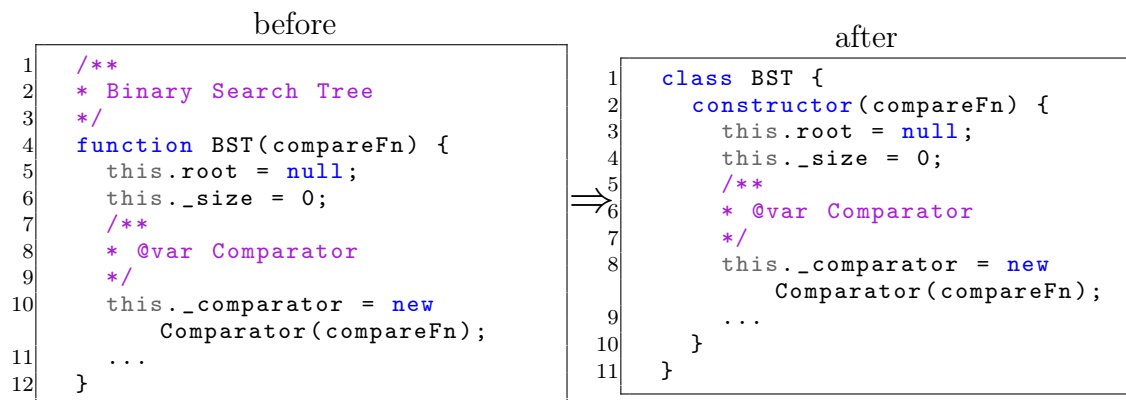 before
1 /**
2 * Binary Search Tree
3 */
4 function BST(compareFn) {
5 this.root = null;
6 this._size = 0;
7 /**
8 * @var Comparator
9 */
10 this._comparator = new
Comparator(compareFn);
11 ...
12 }
⇒
after
1 class BST {
2 constructor(compareFn) {
3 this.root = null;
4 this._size = 0;
5 /**
6 * @var Comparator
7 */
8 this._comparator = new
Comparator(compareFn);
9 ...
10 }
11 }